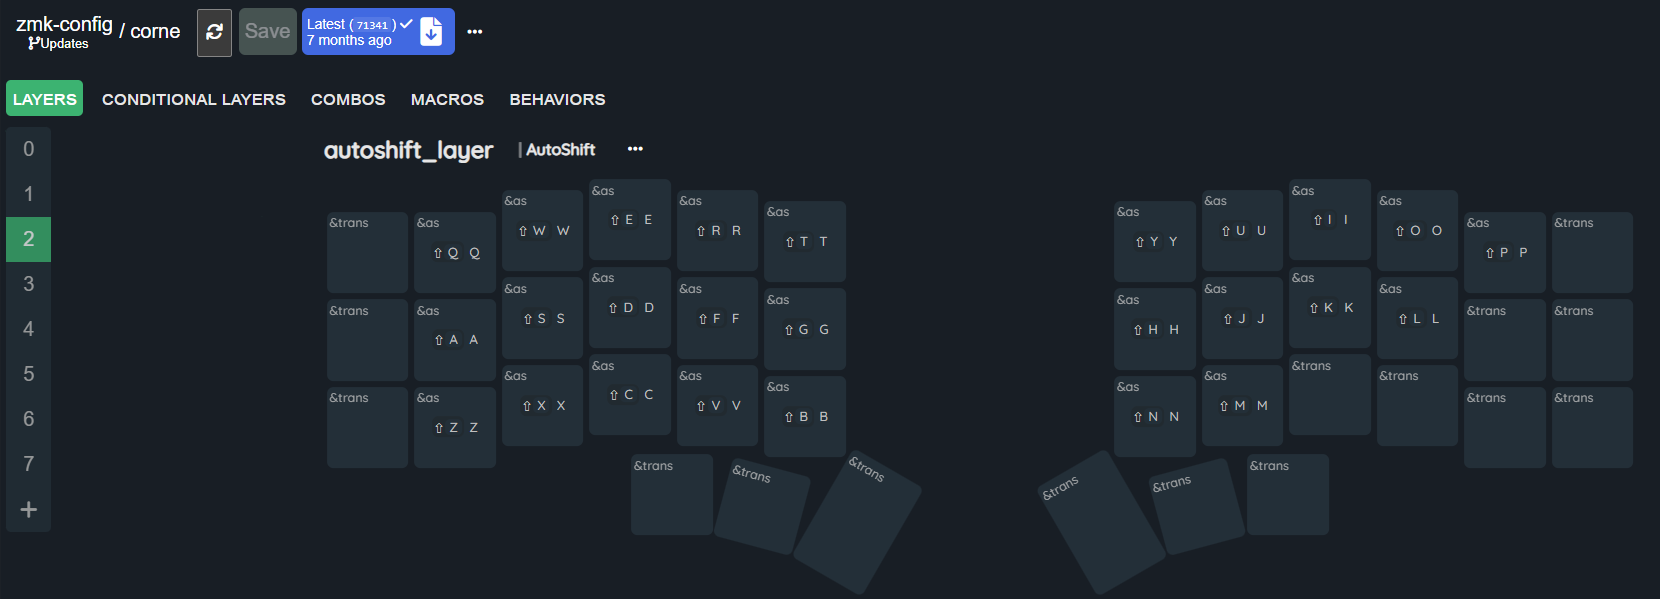 zmk-config / corne
Updates
Save
Latest ( 71341 )
7 months ago
LAYERS CONDITIONAL LAYERS COMBOS MACROS BEHAVIORS
0
1
2
3
4
5
6
7
+
autoshift_layer | AutoShift
&trans
&as
⇧ Q Q
&as
⇧ W W
&as
⇧ E E
&as
⇧ R R
&as
⇧ T T
&as
⇧ Y Y
&as
⇧ U U
&as
⇧ I I
&as
⇧ O O
&as
⇧ P P
&trans
&trans
&as
⇧ A A
&as
⇧ S S
&as
⇧ D D
&as
⇧ F F
&as
⇧ G G
&as
⇧ H H
&as
⇧ J J
&as
⇧ K K
&as
⇧ L L
&trans
&trans
&trans
&as
⇧ Z Z
&as
⇧ X X
&as
⇧ C C
&as
⇧ V V
&as
⇧ B B
&as
⇧ N N
&as
⇧ M M
&trans
&trans
&trans
&trans
&trans
&trans
&trans
&trans
&trans
&trans